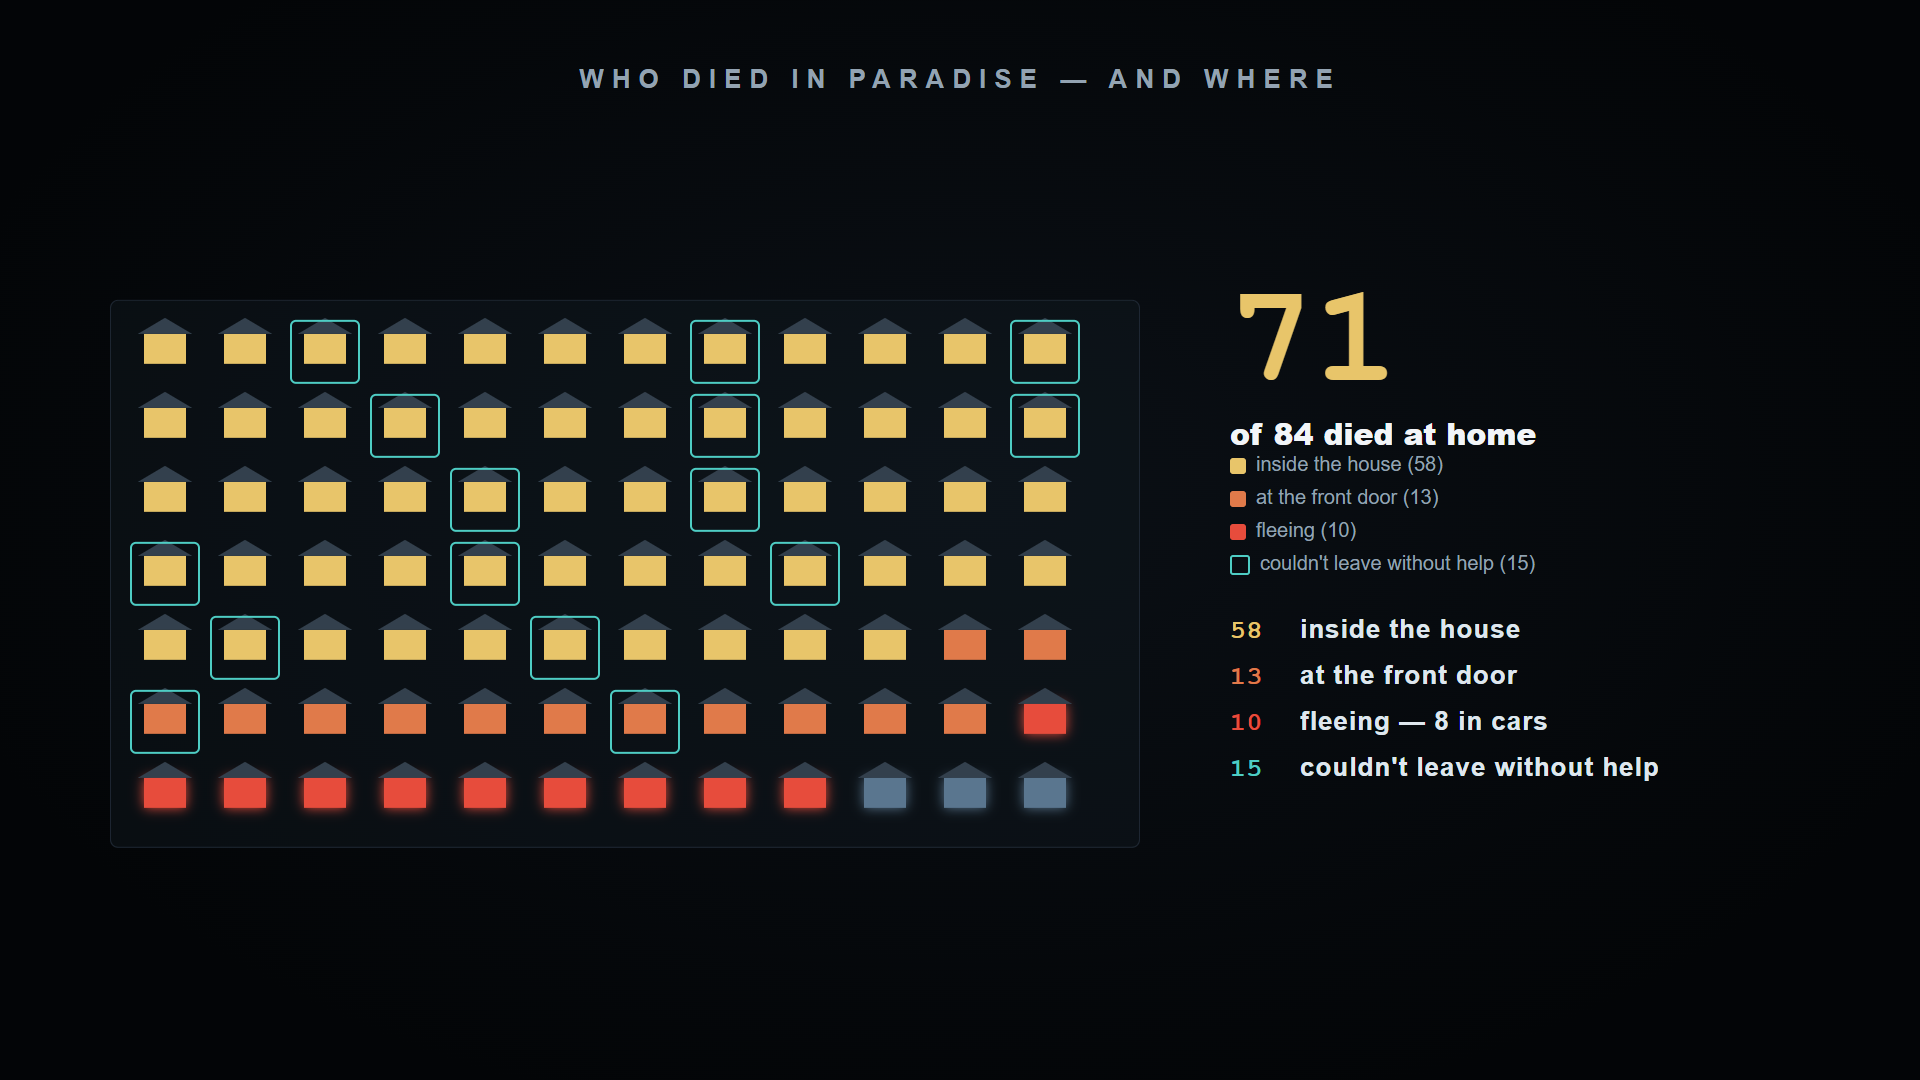 WHO DIED IN PARADISE — AND WHERE
71
of 84 died at home
inside the house (58)
at the front door (13)
fleeing (10)
couldn't leave without help (15)
58 inside the house
13 at the front door
10 fleeing — 8 in cars
15 couldn't leave without help